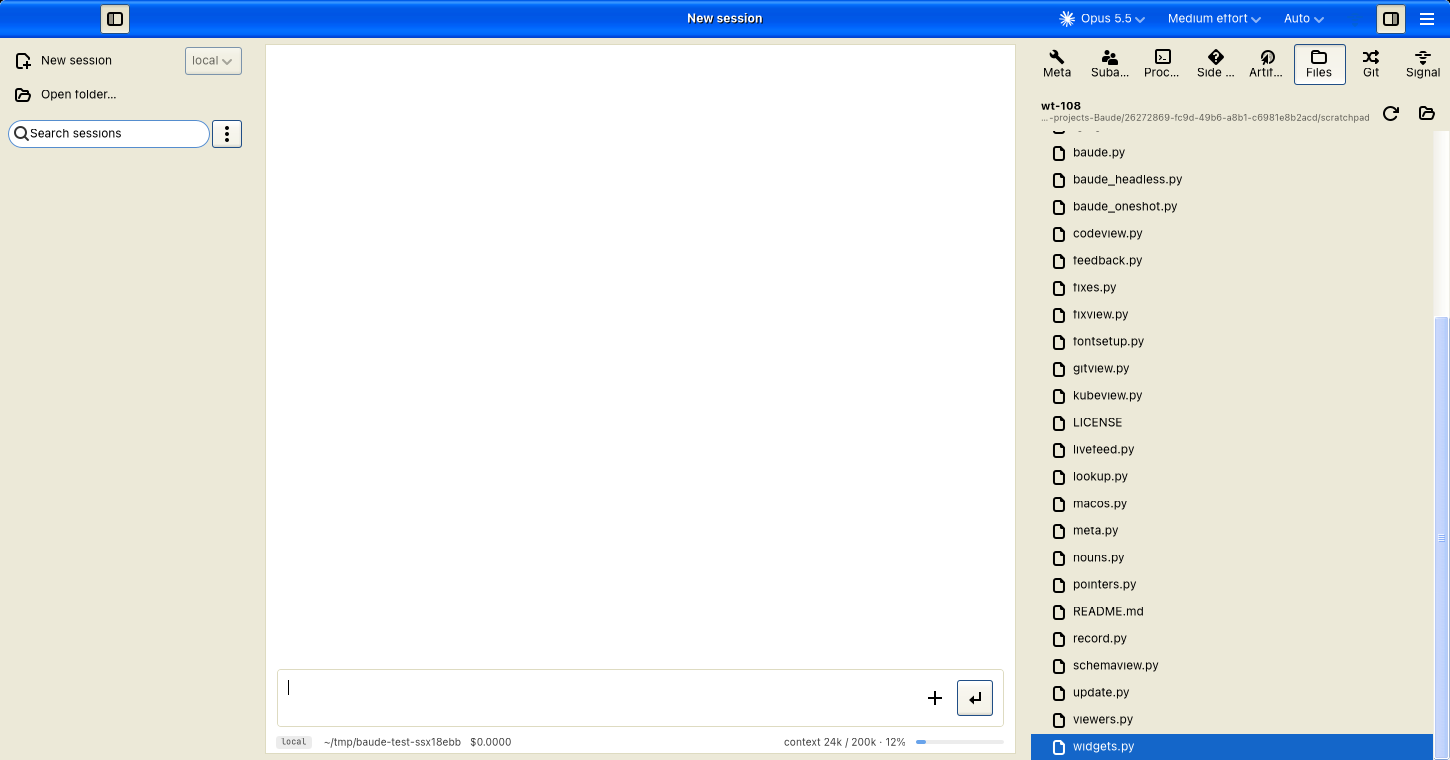 New session
Opus 5.5
Medium effort
Auto
New session
local
Open folder...
Search sessions
Meta
Suba...
Proc...
Side ...
Artif...
Files
Git
Signal
wt-108
...-projects-Baude/26272869-fc9d-49b6-a8b1-c6981e8b2acd/scratchpad
baude.py
baude_headless.py
baude_oneshot.py
codeview.py
feedback.py
fixes.py
fixview.py
fontsetup.py
gitview.py
kubeview.py
LICENSE
livefeed.py
lookup.py
macos.py
meta.py
nouns.py
pointers.py
README.md
record.py
schemaview.py
update.py
viewers.py
widgets.py
local
~/tmp/baude-test-ssx18ebb
$0.0000
context 24k / 200k · 12%